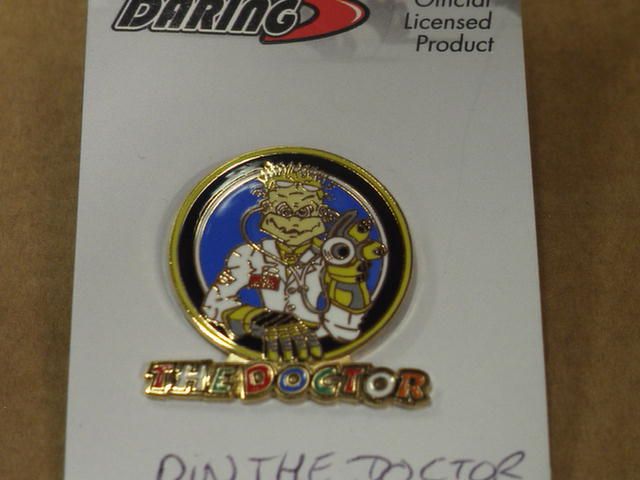 DARING
Official
Licensed
Product
THE DOCTOR
PIN THE DOCTOR